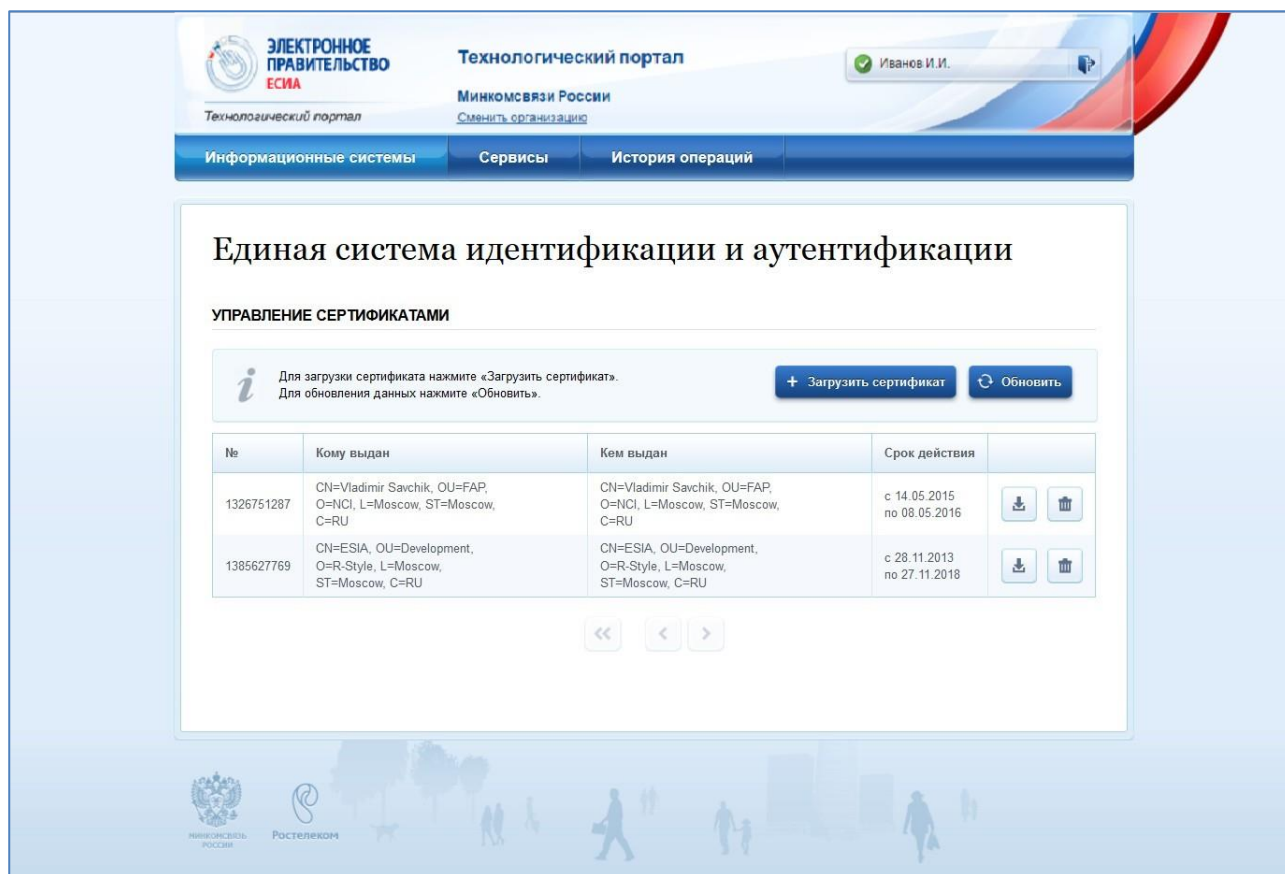 ЭЛЕКТРОННОЕ
ПРАВИТЕЛЬСТВО
ЕСИА
Технологический портал
Технологический портал
Минкомсвязи России
Сменить организацию
Иванов И.И.
Информационные системы
Сервисы
История операций
Единая система идентификации и аутентификации
УПРАВЛЕНИЕ СЕРТИФИКАТАМИ
Для загрузки сертификата нажмите «Загрузить сертификат».
Для обновления данных нажмите «Обновить».
+ Загрузить сертификат
Обновить
№
Кому выдан
Кем выдан
Срок действия
1326751287
CN=Vladimir Savchik, OU=FAP,
O=NCI, L=Moscow, ST=Moscow,
C=RU
CN=Vladimir Savchik, OU=FAP,
O=NCI, L=Moscow, ST=Moscow,
C=RU
с 14.05.2015
по 08.05.2016
1385627769
CN=ESIA, OU=Development,
O=R-Style, L=Moscow,
ST=Moscow, C=RU
CN=ESIA, OU=Development,
O=R-Style, L=Moscow,
ST=Moscow, C=RU
с 28.11.2013
по 27.11.2018
МИНКОМСВЯЗЬ
РОССИИ
Ростелеком